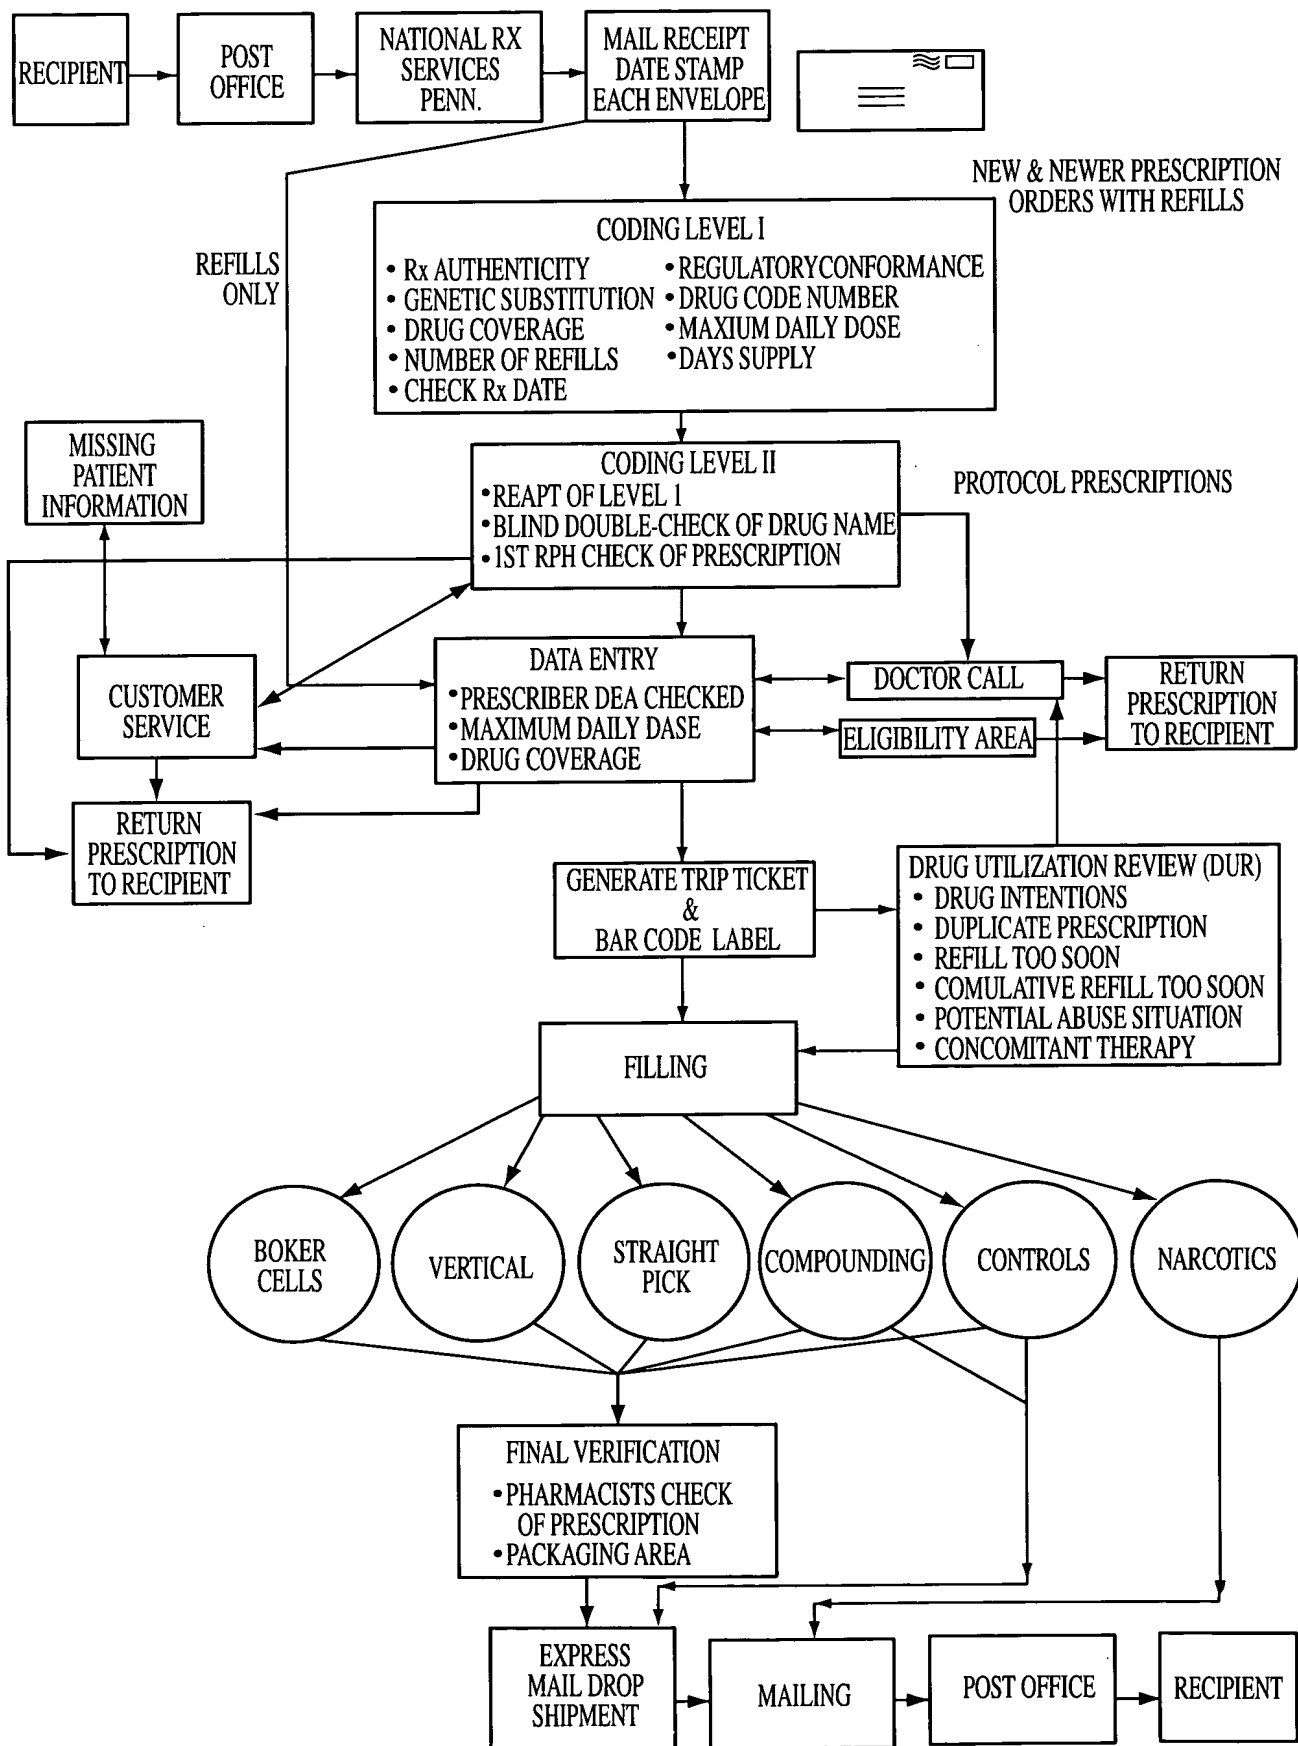 RECIPIENT
POST
OFFICE
NATIONAL RX
SERVICES
PENN.
MAIL RECEIPT
DATE STAMP
EACH ENVELOPE
NEW & NEWER PRESCRIPTION
ORDERS WITH REFILLS
REFILLS
ONLY
CODING LEVEL I
• Rx AUTHENTICITY
• GENETIC SUBSTITUTION
• DRUG COVERAGE
• NUMBER OF REFILLS
• CHECK Rx DATE
• REGULATORY CONFORMANCE
• DRUG CODE NUMBER
• MAXIUM DAILY DOSE
• DAYS SUPPLY
MISSING
PATIENT
INFORMATION
CODING LEVEL II
• REAPT OF LEVEL 1
• BLIND DOUBLE-CHECK OF DRUG NAME
• 1ST RPH CHECK OF PRESCRIPTION
PROTOCOL PRESCRIPTIONS
CUSTOMER
SERVICE
DATA ENTRY
• PRESCRIBER DEA CHECKED
• MAXIMUM DAILY DASE
• DRUG COVERAGE
DOCTOR CALL
ELIGIBILITY AREA
RETURN
PRESCRIPTION
TO RECIPIENT
RETURN
PRESCRIPTION
TO RECIPIENT
GENERATE TRIP TICKET
&
BAR CODE LABEL
DRUG UTILIZATION REVIEW (DUR)
• DRUG INTENTIONS
• DUPLICATE PRESCRIPTION
• REFILL TOO SOON
• COMULATIVE REFILL TOO SOON
• POTENTIAL ABUSE SITUATION
• CONCOMITANT THERAPY
FILLING
BOKER
CELLS
VERTICAL
STRAIGHT
PICK
COMPOUNDING
CONTROLS
NARCOTICS
FINAL VERIFICATION
• PHARMACISTS CHECK
OF PRESCRIPTION
• PACKAGING AREA
EXPRESS
MAIL DROP
SHIPMENT
MAILING
POST OFFICE
RECIPIENT